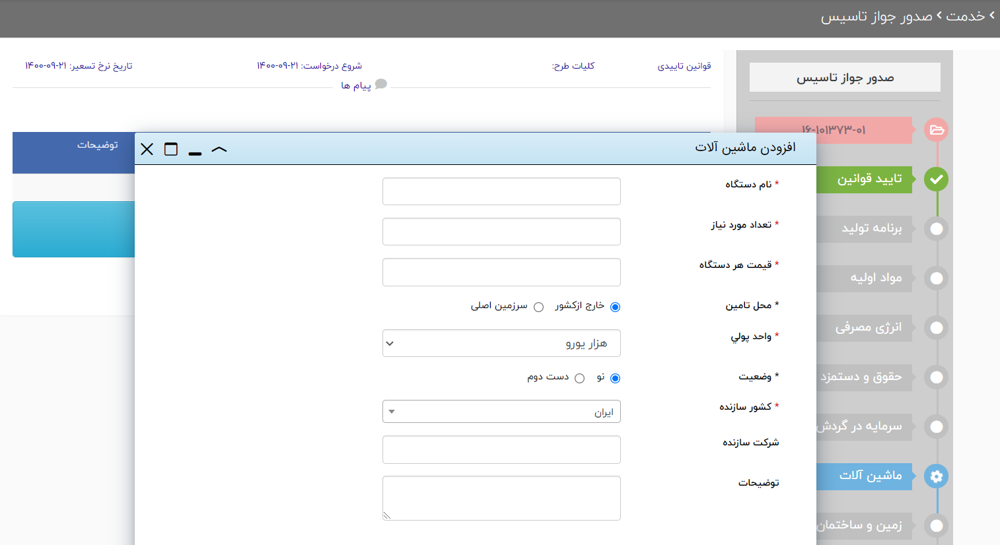 › خدمت › صدور جواز تاسیس
صدور جواز تاسیس
۱۶-۱۰۱۳۷۳-۰۱
تایید قوانین
برنامه تولید
مواد اولیه
انرژی مصرفی
حقوق و دستمزد
سرمایه در گردش
ماشین آلات
زمین و ساختمان
قوانین تاییدی
کلیات طرح:
شروع درخواست: ۲۱-۰۹-۱۴۰۰
تاریخ نرخ تسعیر: ۲۱-۰۹-۱۴۰۰
پیام ها
توضیحات
افزودن ماشین آلات
* نام دستگاه
* تعداد مورد نیاز
* قیمت هر دستگاه
* محل تامین
خارج ازکشور
سرزمین اصلی
* واحد پولي
هزار یورو
* وضعیت
نو
دست دوم
* کشور سازنده
ایران
شرکت سازنده
توضیحات